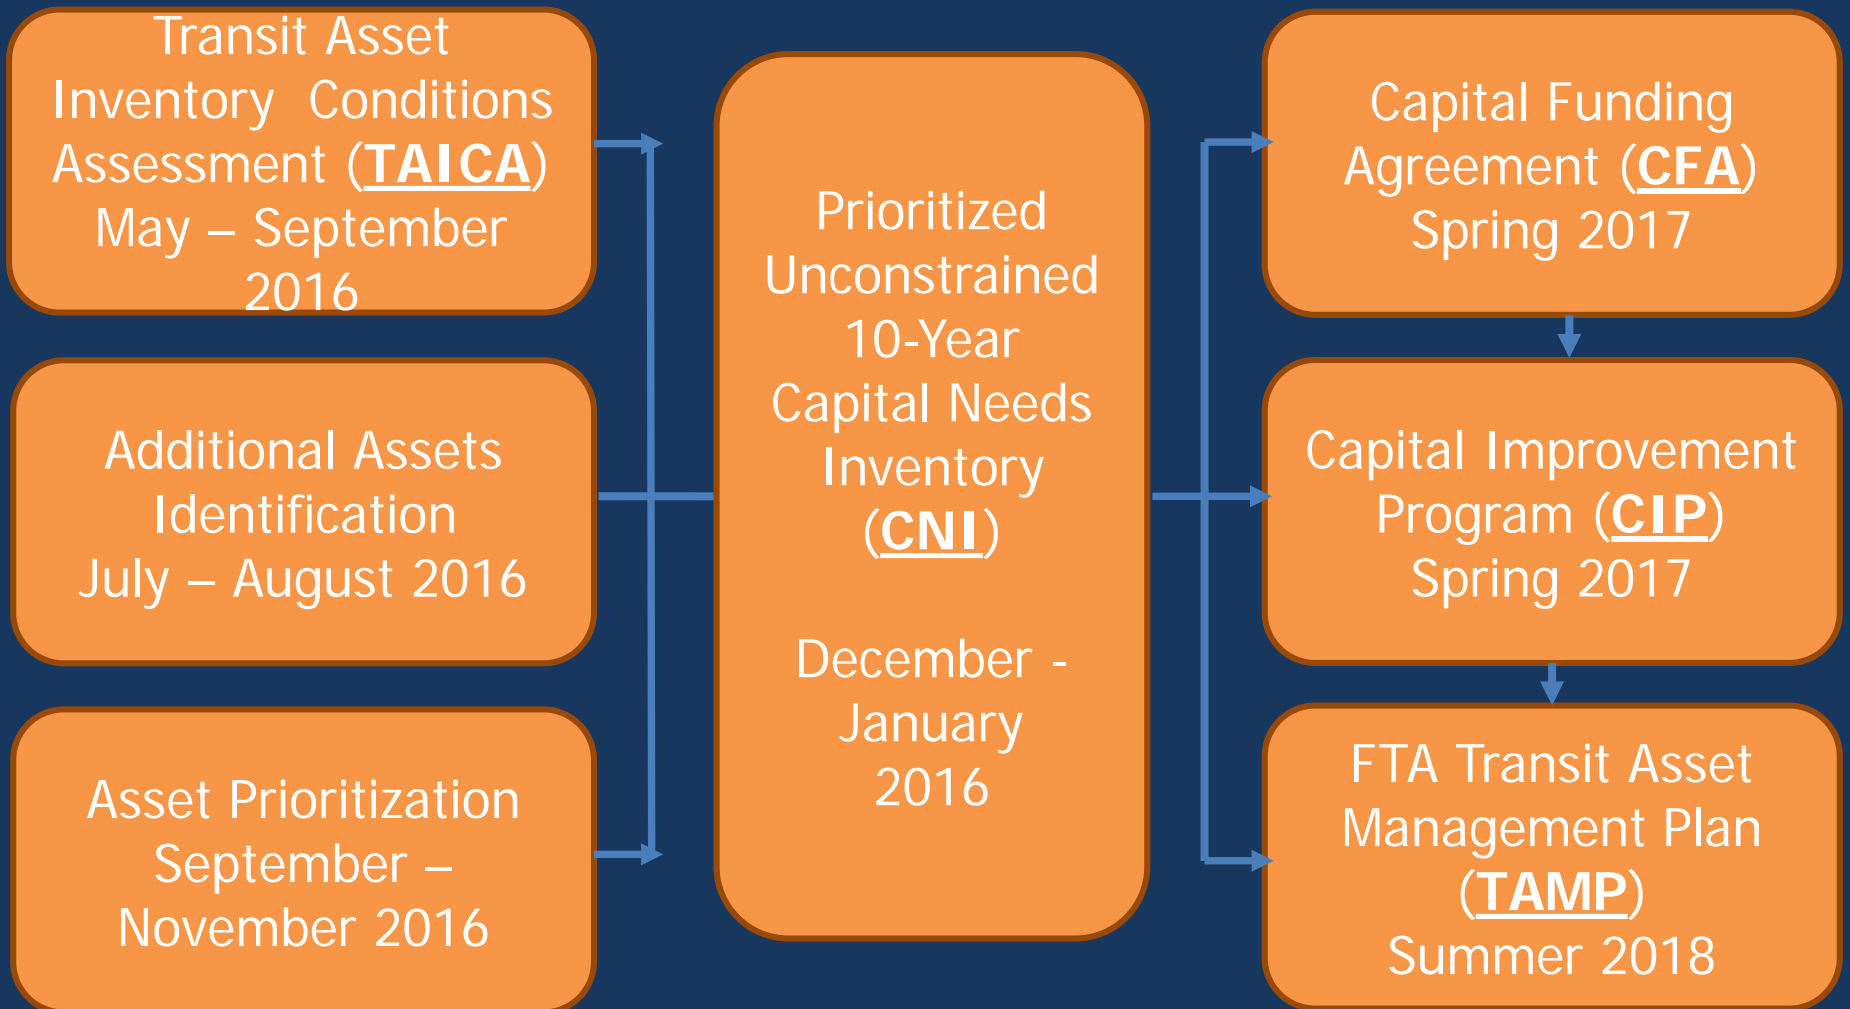 Transit Asset
Inventory Conditions
Assessment (TAICA)
May – September
2016
Additional Assets
Identification
July – August 2016
Asset Prioritization
September –
November 2016
Prioritized
Unconstrained
10-Year
Capital Needs
Inventory
(CNI)
December -
January
2016
Capital Funding
Agreement (CFA)
Spring 2017
Capital Improvement
Program (CIP)
Spring 2017
FTA Transit Asset
Management Plan
(TAMP)
Summer 2018